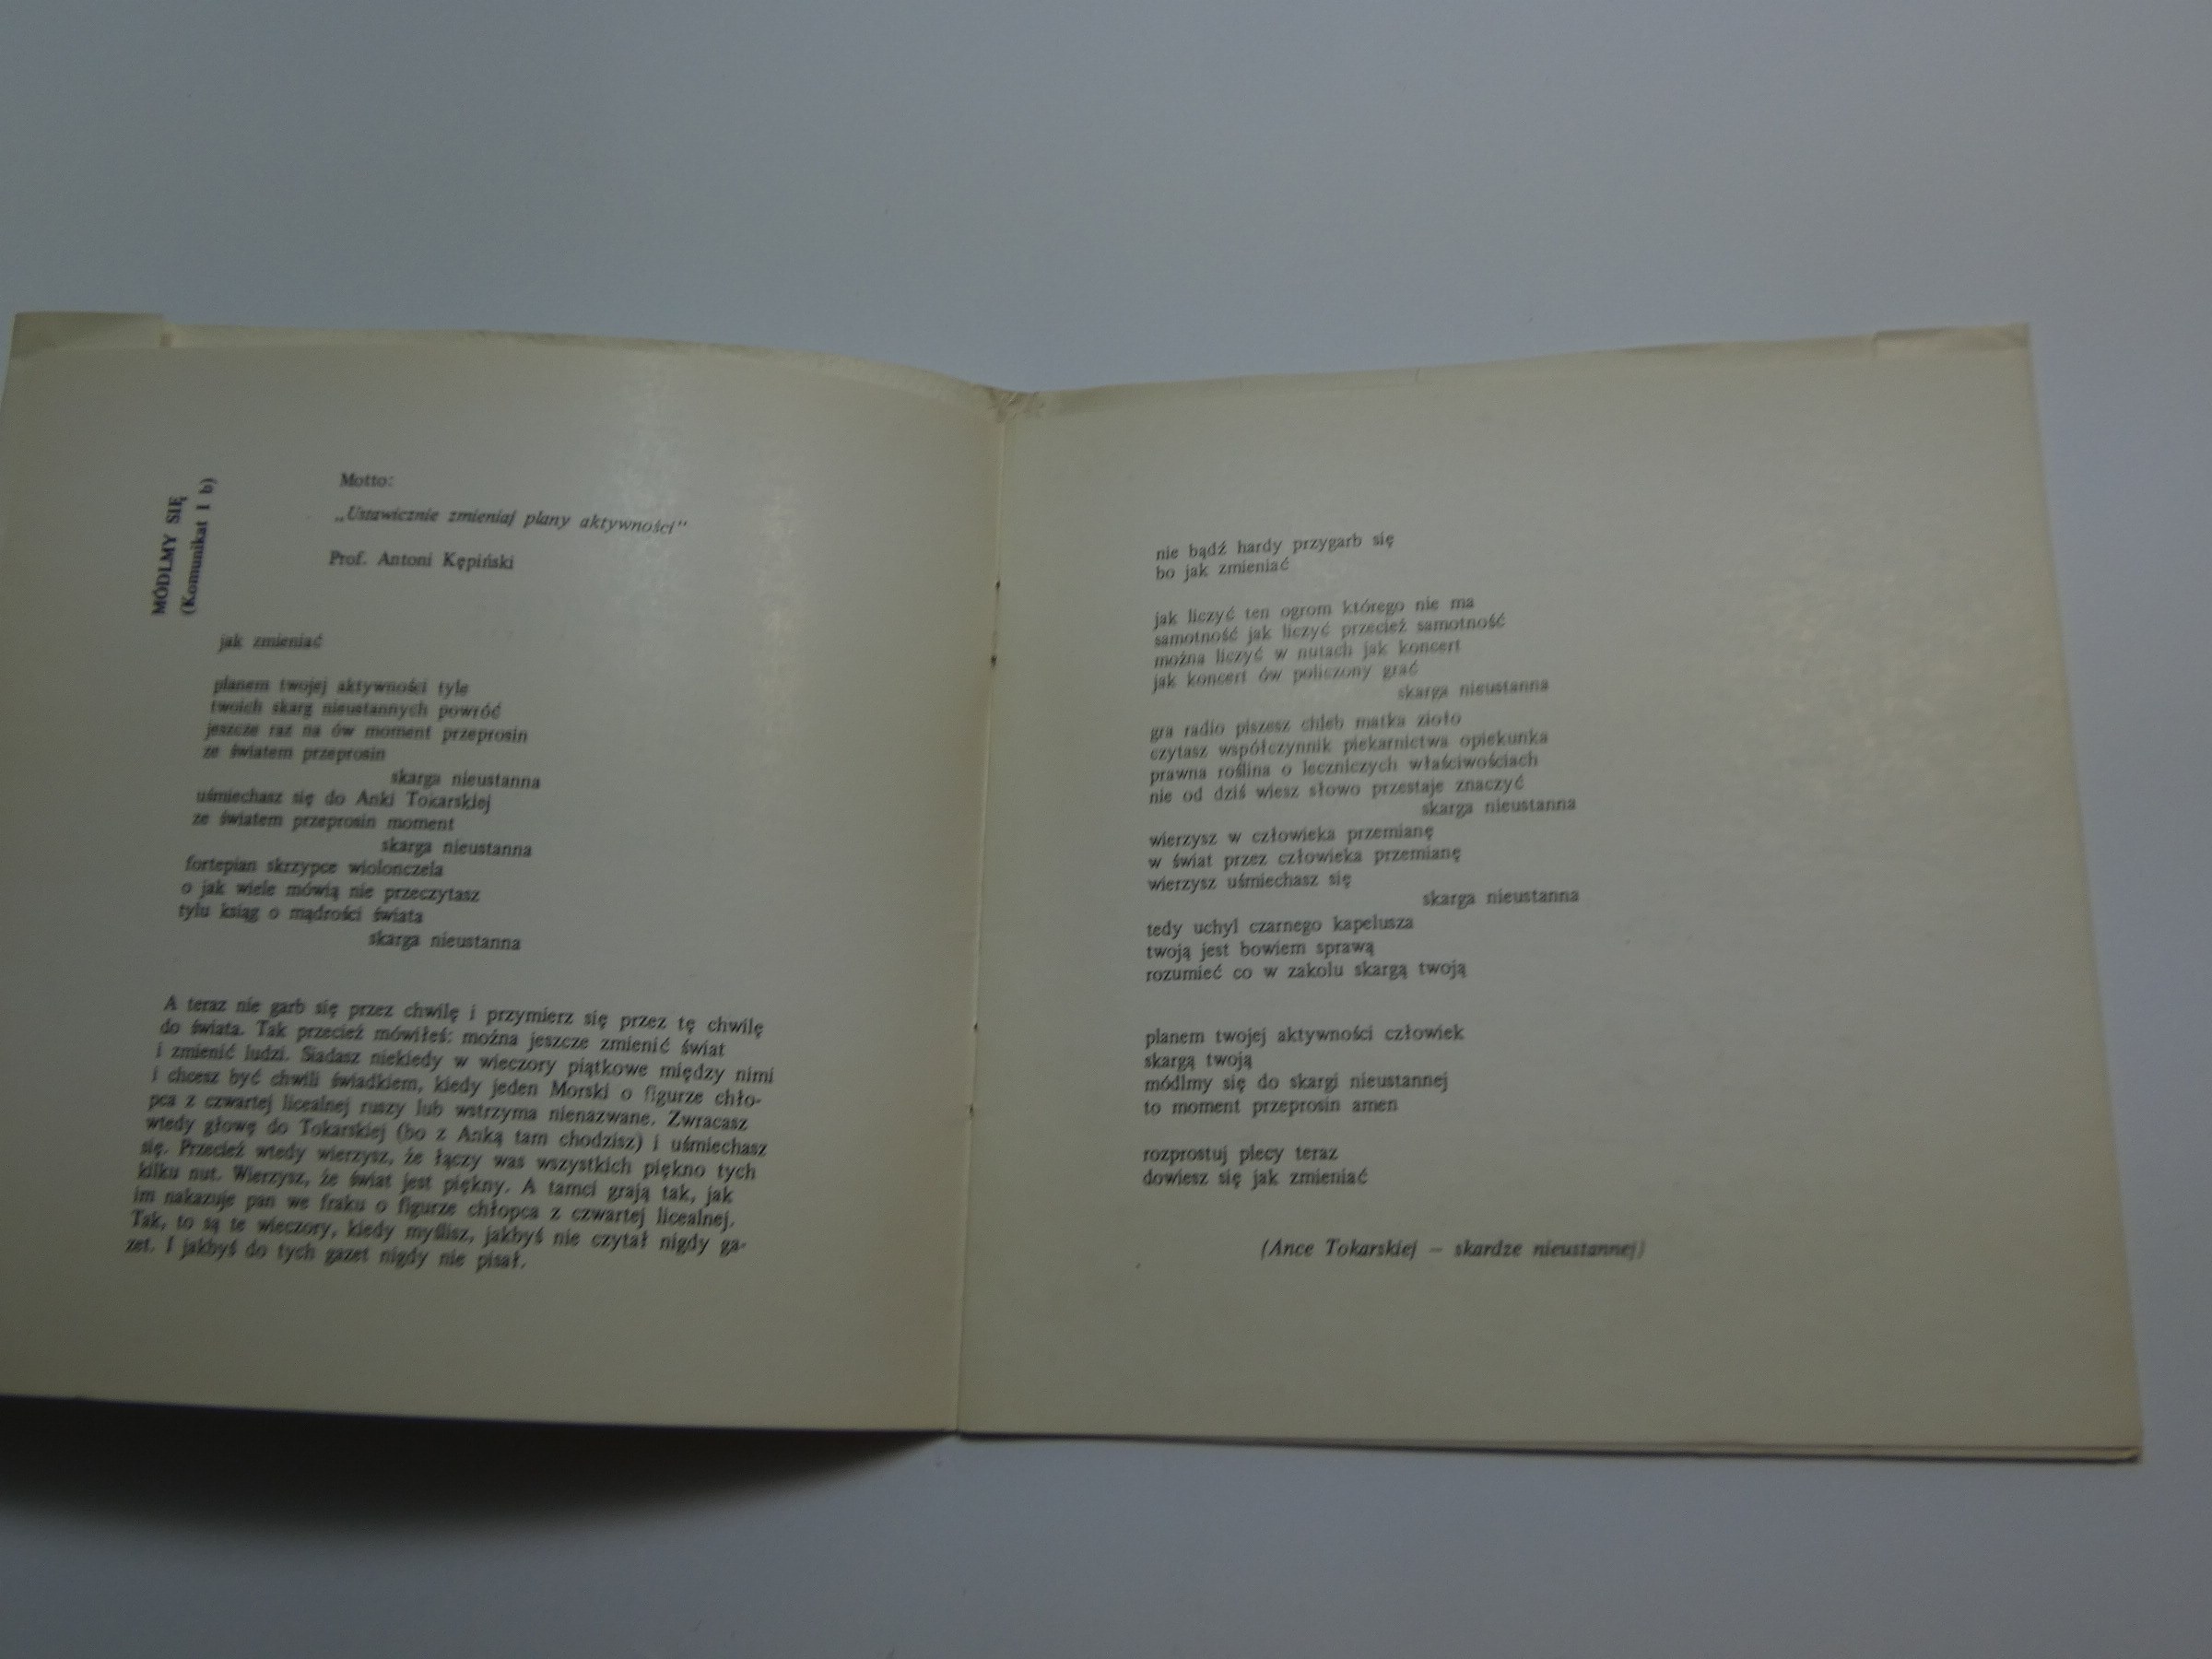 MÓDLMY SIĘ
(Komunikat I b)
Motto:
„Ustawicznie zmieniaj plany aktywności"
Prof. Antoni Kępiński
jak zmieniać
planem twojej aktywności tyle
twoich skarg nieustannych powróć
jeszcze raz na ów moment przeprosin
ze światem przeprosin
skarga nieustanna
uśmiechasz się do Anki Tokarskiej
ze światem przeprosin moment
skarga nieustanna
fortepian skrzypce wiolonczela
o jak wiele mówią nie przeczytasz
tylu ksiąg o mądrości świata
skarga nieustanna
A teraz nie garb się przez chwilę i przymierz się przez tę chwilę
do świata. Tak przecież mówiłeś: można jeszcze zmienić świat
i zmienić ludzi. Siadasz niekiedy w wieczory piątkowe między nimi
i chcesz być chwili świadkiem, kiedy jeden Morski o figurze chło-
pca z czwartej licealnej ruszy lub wstrzyma nienazwane. Zwracasz
wtedy głowę do Tokarskiej (bo z Anką tam chodzisz) i uśmiechasz
się. Przecież wtedy wierzysz, że łączy was wszystkich piękno tych
kilku nut. Wierzysz, że świat jest piękny. A tamci grają tak, jak
im nakazuje pan we fraku o figurze chłopca z czwartej licealnej.
Tak, to są te wieczory, kiedy myślisz, jakbyś nie czytał nigdy ga-
zet. I jakbyś do tych gazet nigdy nie pisał.
nie bądź hardy przygarb się
bo jak zmieniać
jak liczyć ten ogrom którego nie ma
samotność jak liczyć przecież samotność
można liczyć w nutach jak koncert
jak koncert ów policzony grać
skarga nieustanna
gra radio piszesz chleb matka zioło
czytasz współczynnik piekarnictwa opiekunka
prawna roślina o leczniczych właściwościach
nie od dziś wiesz słowo przestaje znaczyć
skarga nieustanna
wierzysz w człowieka przemianę
w świat przez człowieka przemianę
wierzysz uśmiechasz się
skarga nieustanna
tedy uchyl czarnego kapelusza
twoją jest bowiem sprawą
rozumieć co w zakolu skargą twoją
planem twojej aktywności człowiek
skargą twoją
módlmy się do skargi nieustannej
to moment przeprosin amen
rozprostuj plecy teraz
dowiesz się jak zmieniać
(Ance Tokarskiej – skardze nieustannej)